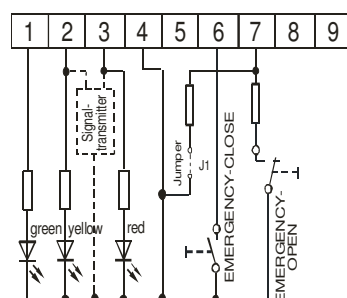 1 2 3 4 5 6 7 8 9
Signal-
transmitter
Jumper
J1
EMERGENCY-CLOSE
EMERGENCY-
OPEN
green yellow red